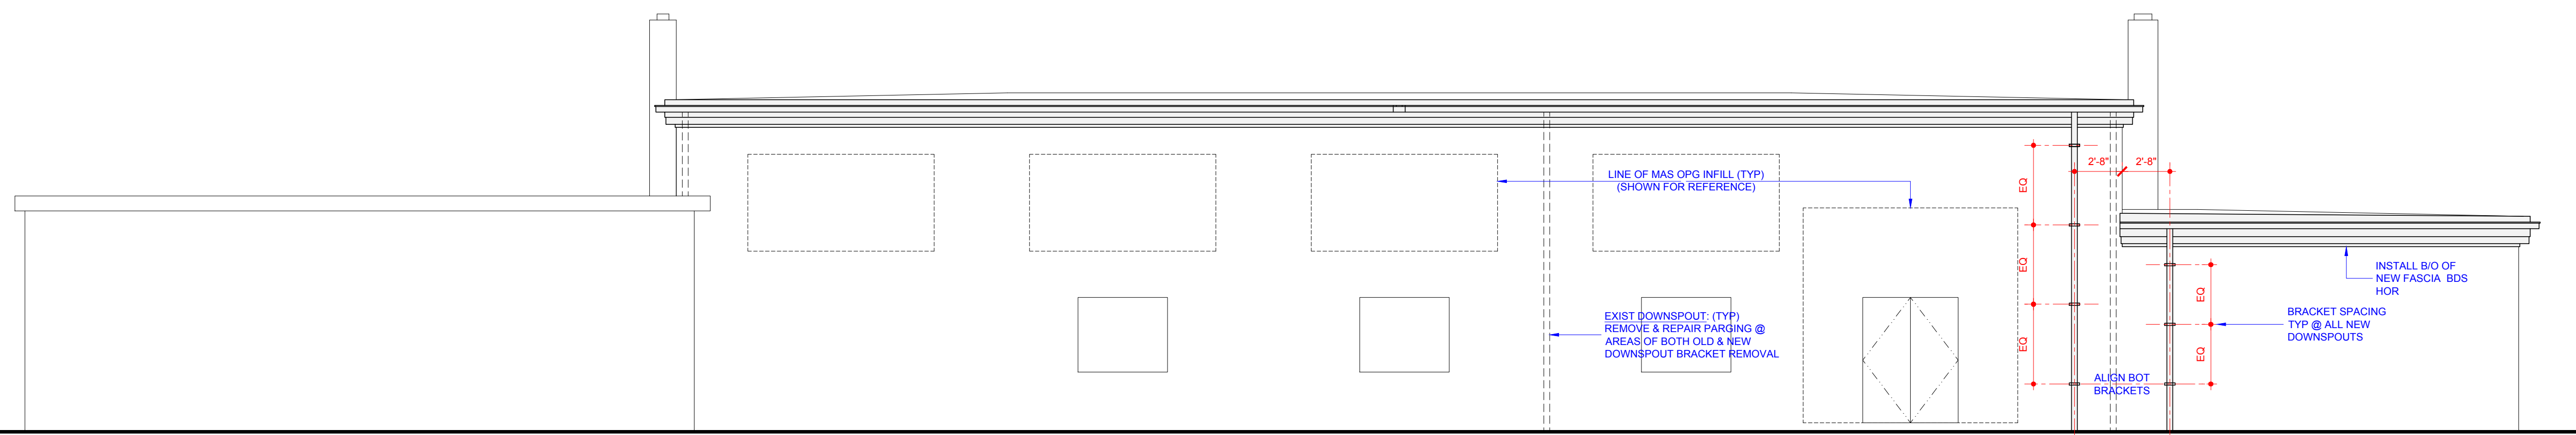 2'-8"
2'-8"
LINE OF MAS OPG INFILL (TYP)
(SHOWN FOR REFERENCE)
EQ
EQ
EQ
EXIST DOWNSPOUT: (TYP)
REMOVE & REPAIR PARGING @
AREAS OF BOTH OLD & NEW
DOWNSPOUT BRACKET REMOVAL
ALIGN BOT
BRACKETS
EQ
EQ
INSTALL B/O OF
NEW FASCIA BDS
HOR
BRACKET SPACING
TYP @ ALL NEW
DOWNSPOUTS